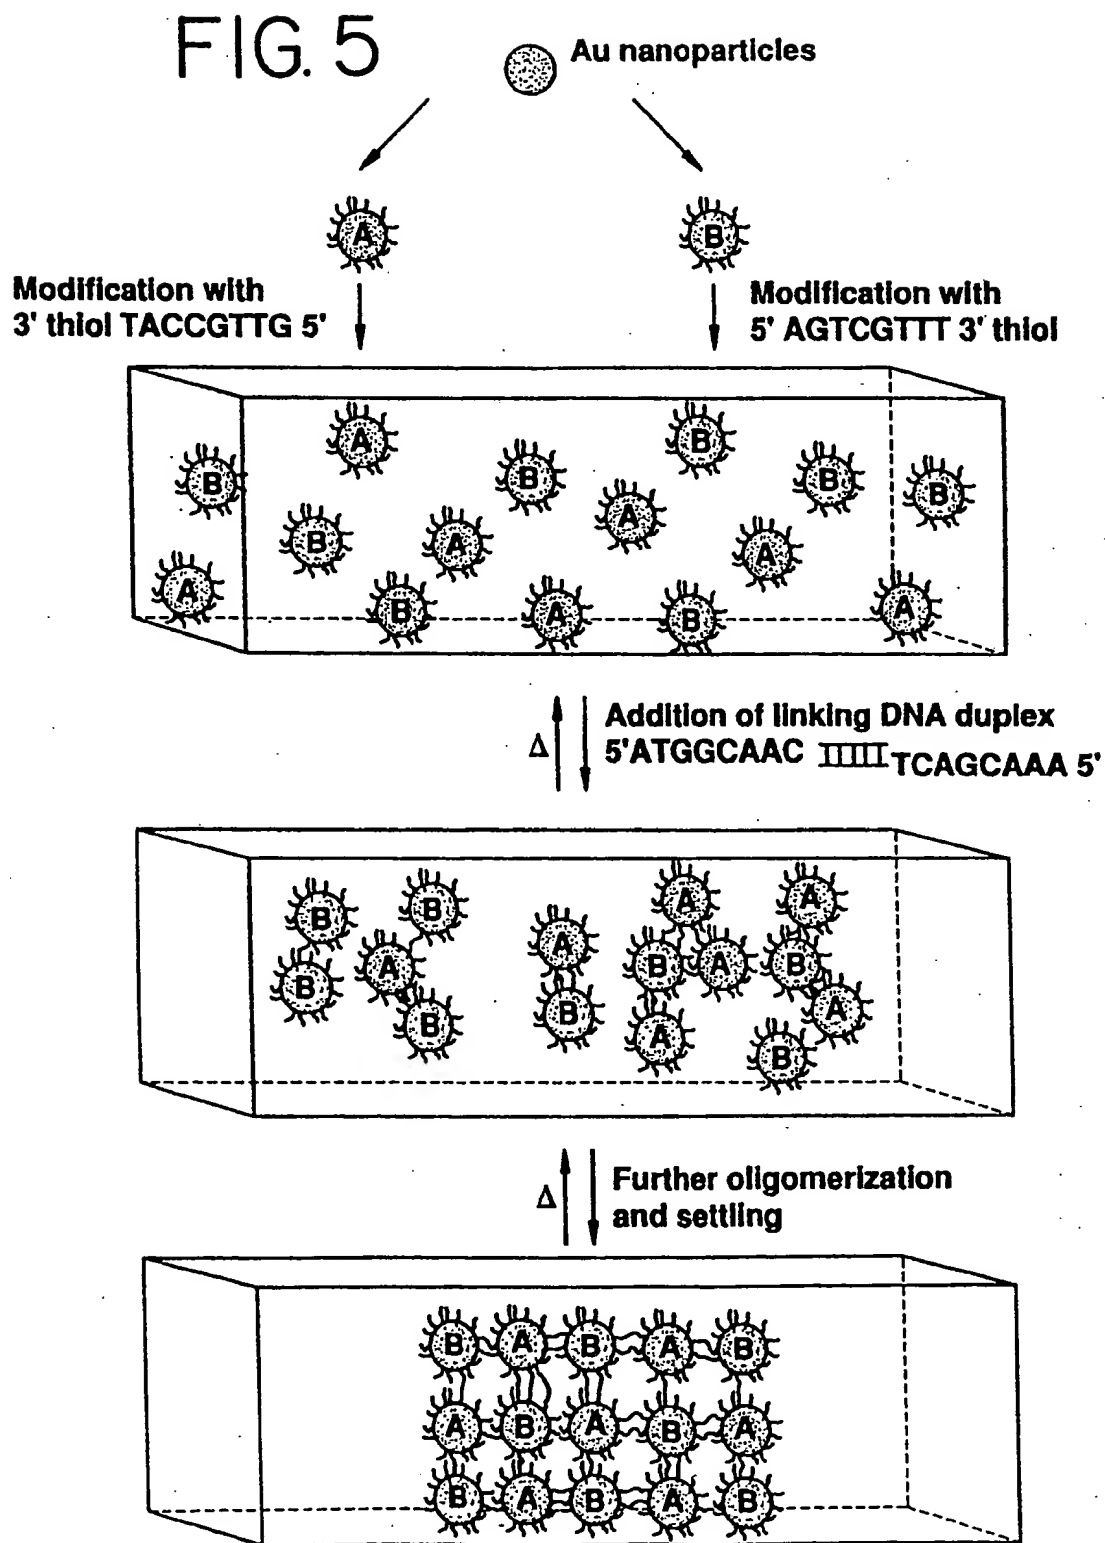 FIG. 5
Au nanoparticles
A
B
Modification with
3' thiol TACCGTTG 5'
Modification with
5' AGTCGTTT 3' thiol
A
B
B
B
B
B
A
B
A
A
A
B
A
B
A
Δ
Addition of linking DNA duplex
5'ATGGCAAC
TCAGCAAA 5'
B
B
A
A
A
B
A
B
A
B
B
B
A
A
B
Δ
Further oligomerization
and settling
B A B A B
A B A B A
B A B A B